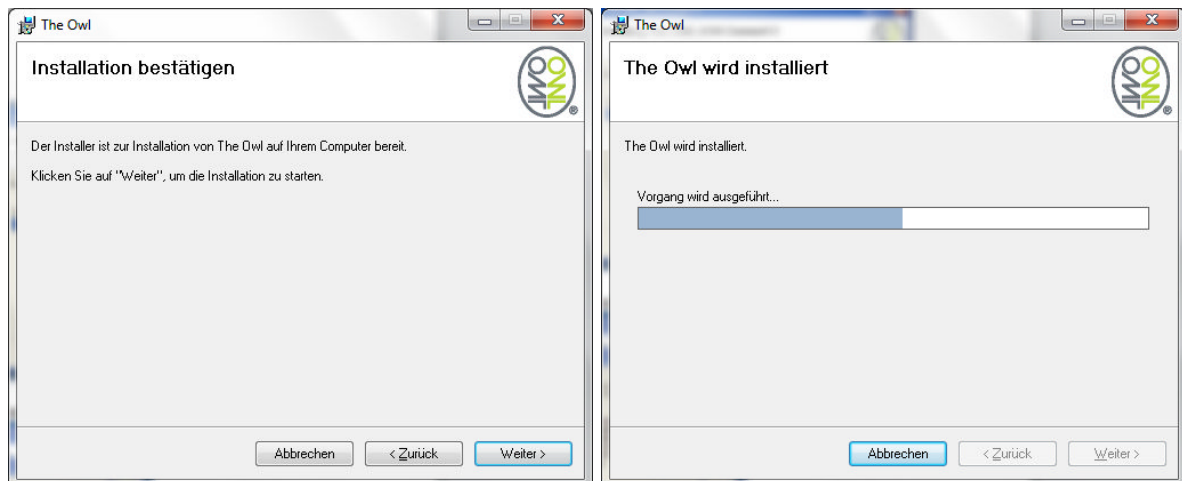 The Owl
Installation bestätigen
Der Installer ist zur Installation von The Owl auf Ihrem Computer bereit.
Klicken Sie auf "Weiter", um die Installation zu starten.
Abbrechen
< Zurück
Weiter >
The Owl
The Owl wird installiert
The Owl wird installiert.
Vorgang wird ausgeführt...
Abbrechen
< Zurück
Weiter >